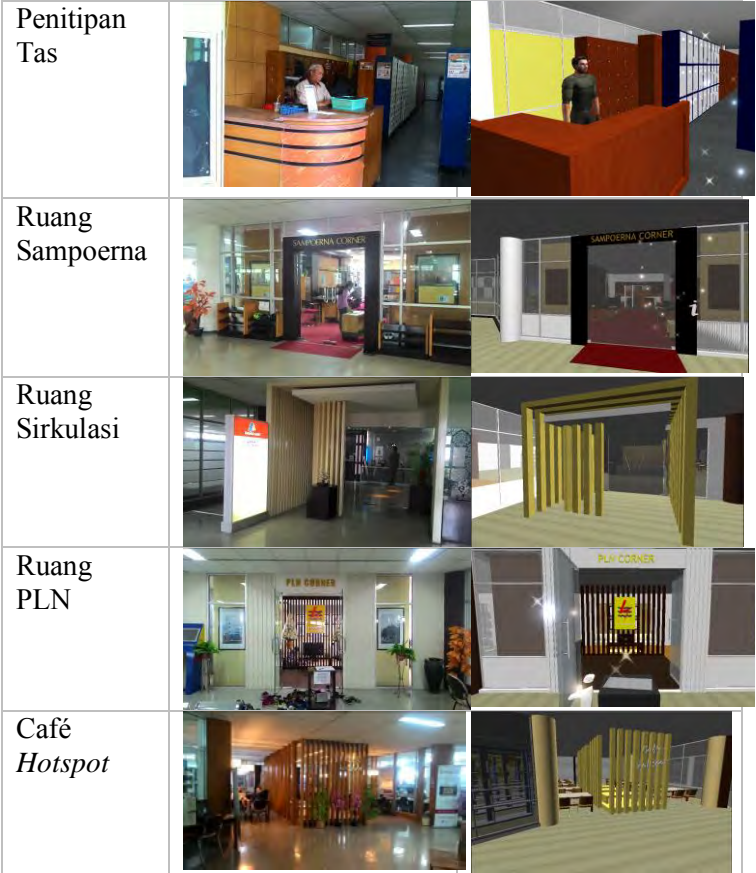 Penitipan
Tas
Ruang
Sampoerna
SAMPOERNA CORNER
SAMPOERNA CORNER
Ruang
Sirkulasi
Ruang
PLN
PLN CORNER
PLN CORNER
Café
Hotspot